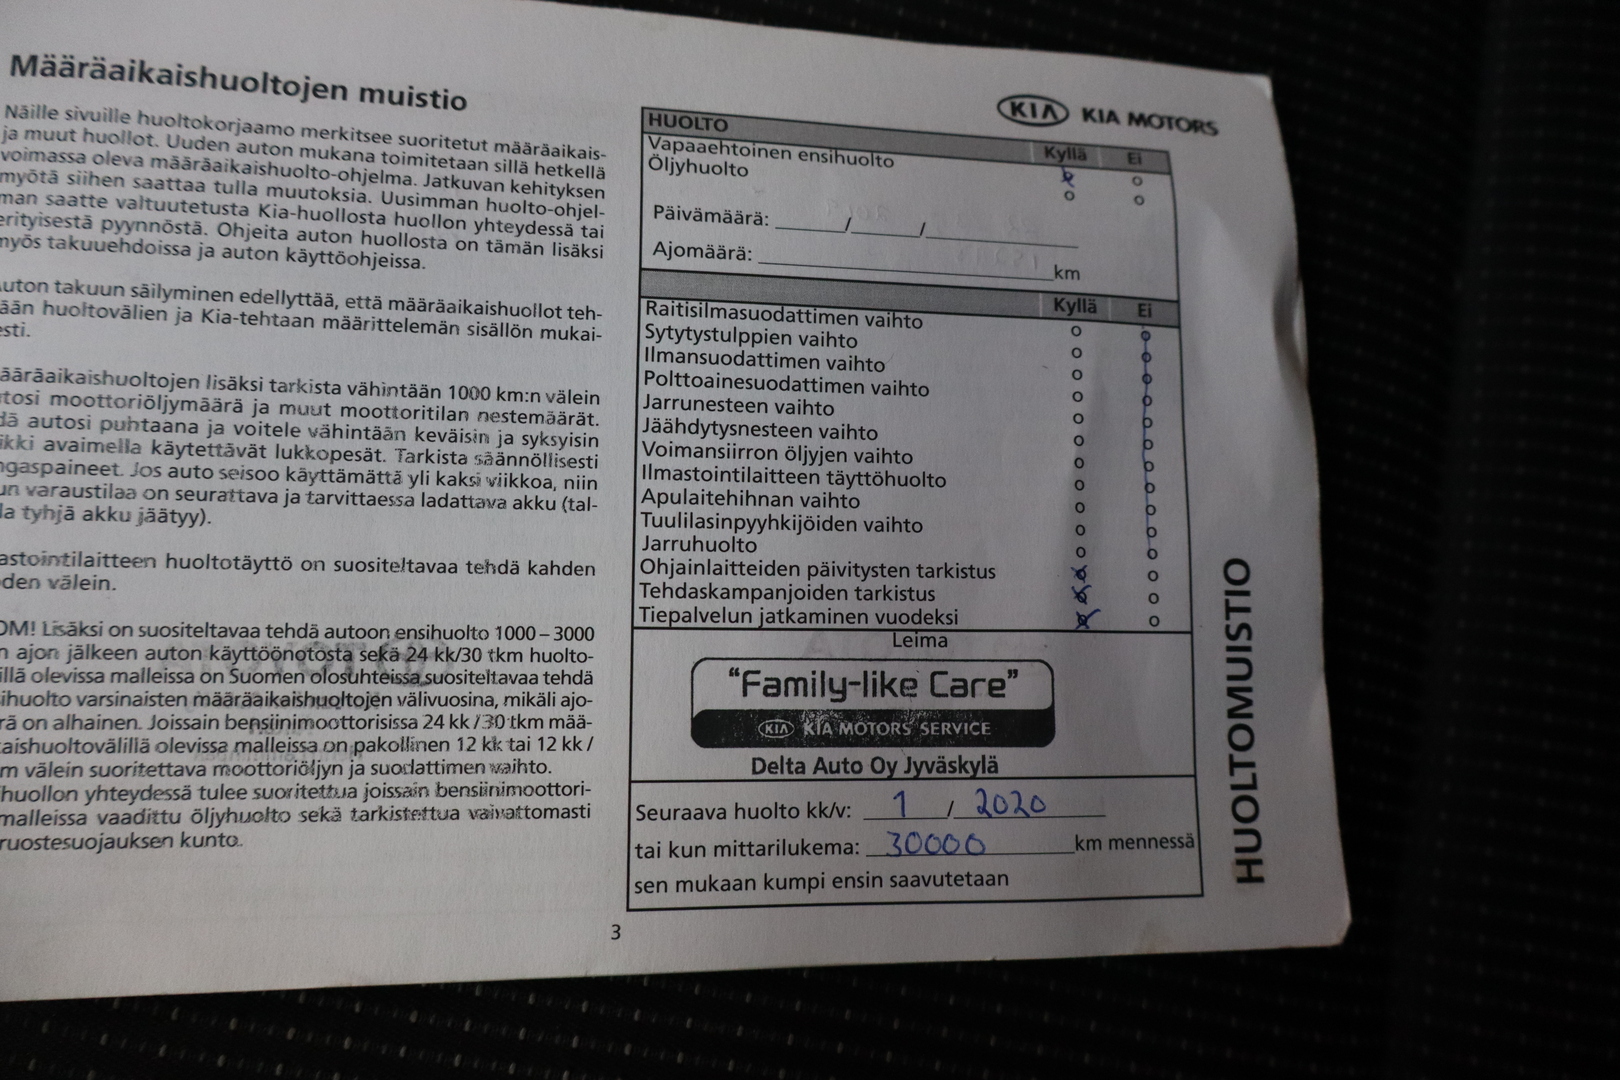 Määräaikaishuoltojen muistio
Näille sivuille huoltokorjaamo merkitsee suoritetut määräaikais-
ja muut huollot. Uuden auton mukana toimitetaan sillä hetkellä
voimassa oleva määräaikaishuolto-ohjelma. Jatkuvan kehityksen
myötä siihen saattaa tulla muutoksia. Uusimman huolto-ohjel-
man saatte valtuutetusta Kia-huollosta huollon yhteydessä tai
erityisestä pyynnöstä. Ohjeita auton huollosta on tämän lisäksi
myös takuuehdoissa ja auton käyttöohjeissa.
uton takuun säilyminen edellyttää, että määräaikaishuollot teh-
ään huoltovälien ja Kia-tehtaan määrittelemän sisällön mukai-
esti.
ääräaikaishuoltojen lisäksi tarkista vähintään 1000 km:n välein
tosi moottoriöljymäärä ja muut moottoritilan nestemäärät.
dä autosi puhtaana ja voitele vähintään keväisin ja syksyisin
ikki avaimella käytettävät lukkopesät. Tarkista säännöllisesti
ngaspaineet. Jos auto seisoo käyttämättä yli kaksi viikkoa, niin
un varaustilaa on seurattava ja tarvittaessa ladattava akku (tal-
la tyhjä akku jäätyy).
astointilaitteen huoltotäyttö on suositeltavaa tehdä kahden
den välein.
OM! Lisäksi on suositeltavaa tehdä autoon ensihuolto 1000 – 3000
n ajon jälkeen auton käyttöönotosta sekä 24 kk/30 tkm huolto-
illä olevissa malleissa on Suomen olosuhteissa suositeltavaa tehdä
ihuolto varsinaisten määräaikaishuoltojen välivuosina, mikäli ajo-
rä on alhainen. Joissain bensiinimoottorisissa 24 kk / 30 tkm mää-
aishuoltovälillä olevissa malleissa on pakollinen 12 kk tai 12 kk /
m välein suoritettava moottoriöljyn ja suodattimen vaihto.
huollon yhteydessä tulee suoritettua joissain bensiinimoottori-
malleissa vaadittu öljyhuolto sekä tarkistettua vaivattomasti
ruostesuojauksen kunto.
3
KIA KIA MOTORS
HUOLTO
Kyllä Ei
Vapaaehtoinen ensihuolto
Öljyhuolto
Päivämäärä: / /
Ajomäärä: km
Kyllä Ei
Raitisilmasuodattimen vaihto
Sytytystulppien vaihto
Ilmansuodattimen vaihto
Polttoainesuodattimen vaihto
Jarrunesteen vaihto
Jäähdytysnesteen vaihto
Voimansiirron öljyjen vaihto
Ilmastointilaitteen täyttöhuolto
Apulaitehihnan vaihto
Tuulilasinpyyhkijöiden vaihto
Jarruhuolto
Ohjainlaitteiden päivitysten tarkistus
Tehdaskampanjoiden tarkistus
Tiepalvelun jatkaminen vuodeksi
Leima
"Family-like Care"
KIA KIA MOTORS SERVICE
Delta Auto Oy Jyväskylä
Seuraava huolto kk/v: 1 / 2020
tai kun mittarilukema: 30000 km mennessä
sen mukaan kumpi ensin saavutetaan
HUOLTOMUISTIO